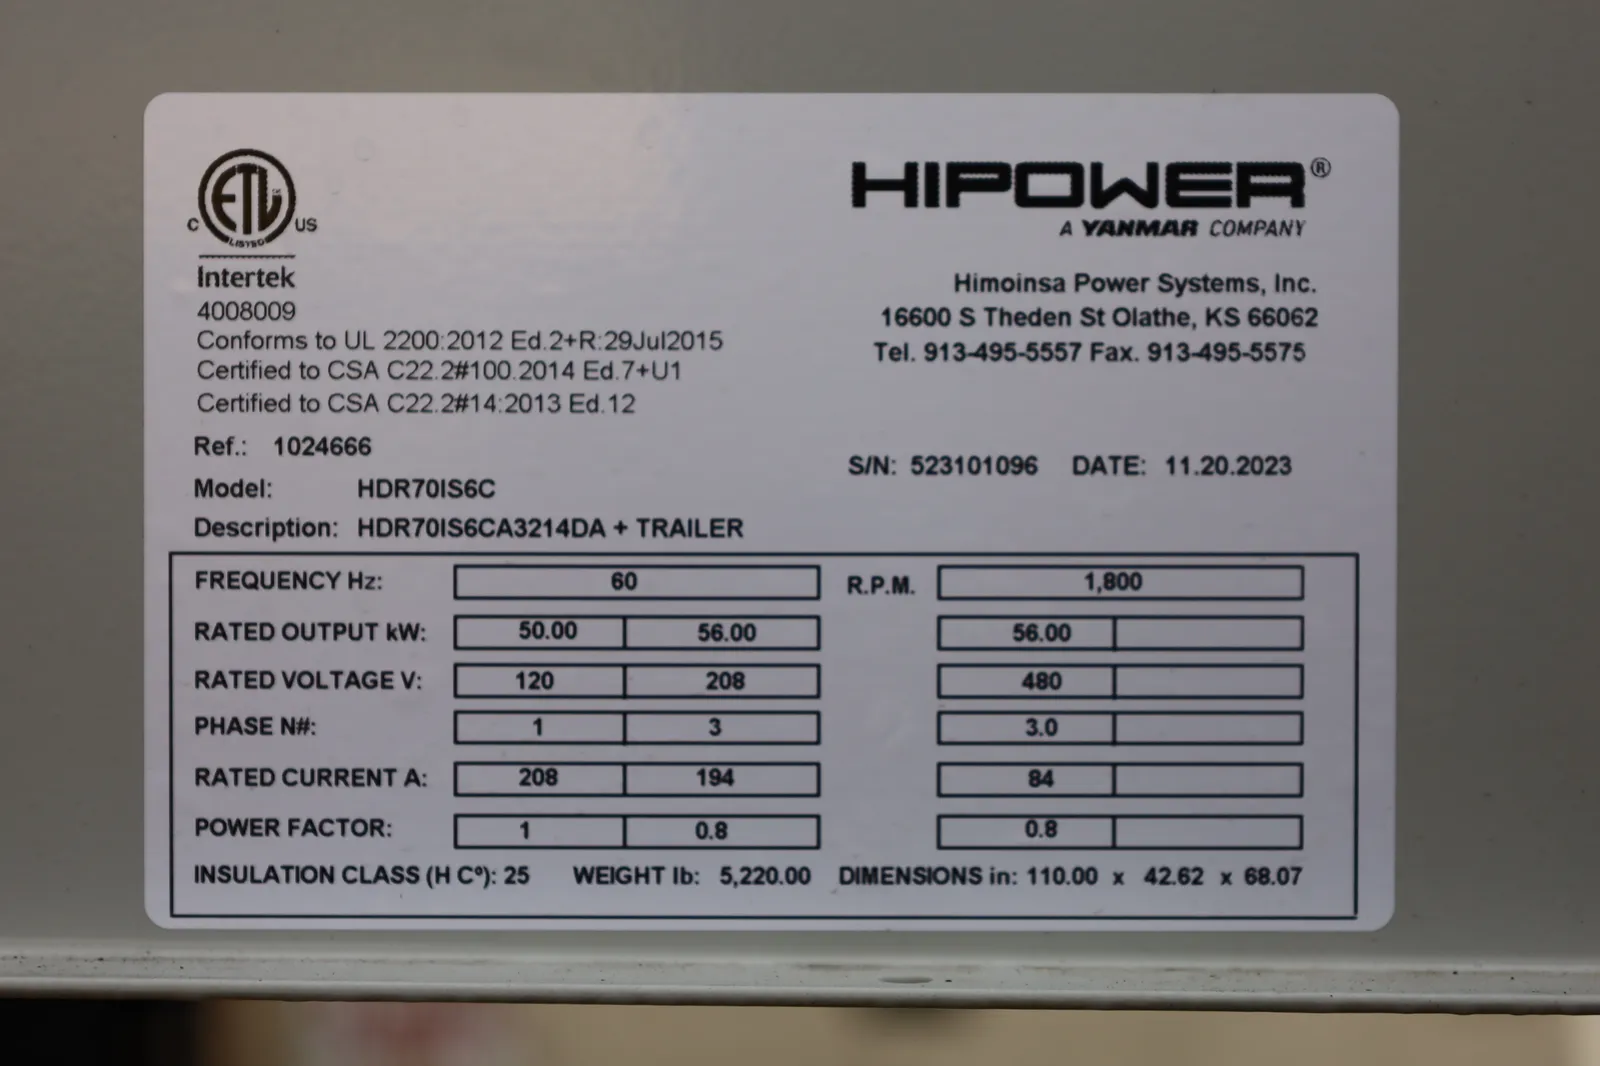 ETL
LISTED
C US
Intertek
4008009
Conforms to UL 2200:2012 Ed.2+R:29Jul2015
Certified to CSA C22.2#100.2014 Ed.7+U1
Certified to CSA C22.2#14:2013 Ed.12
HIPOWER®
A YANMAR COMPANY
Himoinsa Power Systems, Inc.
16600 S Theden St Olathe, KS 66062
Tel. 913-495-5557 Fax. 913-495-5575
Ref.: 1024666
S/N: 523101096 DATE: 11.20.2023
Model: HDR70IS6C
Description: HDR70IS6CA3214DA + TRAILER
FREQUENCY Hz: 60 R.P.M. 1,800
RATED OUTPUT kW: 50.00 56.00 56.00
RATED VOLTAGE V: 120 208 480
PHASE N#: 1 3 3.0
RATED CURRENT A: 208 194 84
POWER FACTOR: 1 0.8 0.8
INSULATION CLASS (H Cº): 25 WEIGHT lb: 5,220.00 DIMENSIONS in: 110.00 x 42.62 x 68.07